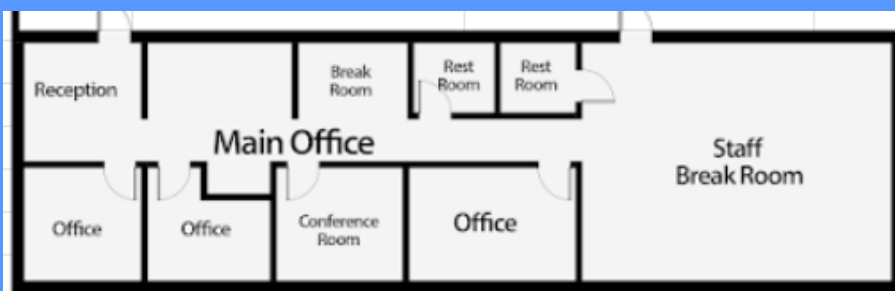 Reception
Break
Room
Rest
Room
Rest
Room
Main Office
Staff
Break Room
Office
Office
Conference
Room
Office